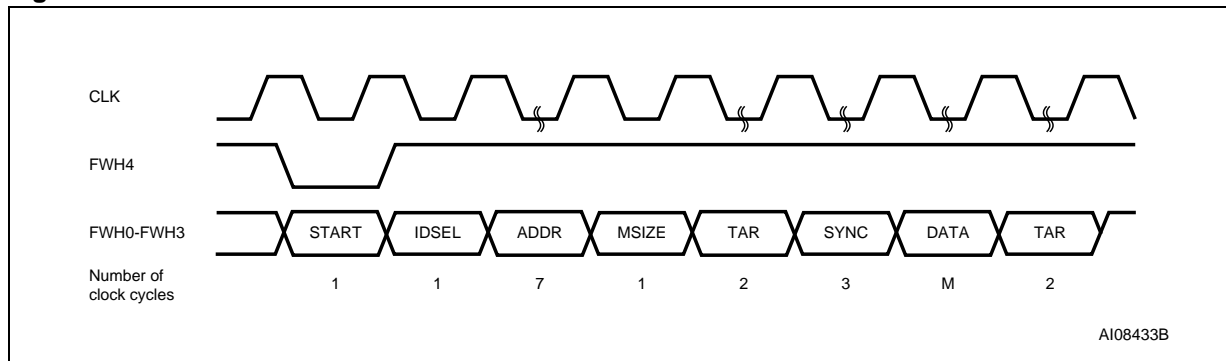 CLK
FWH4
FWH0-FWH3 START IDSEL ADDR MSIZE TAR SYNC DATA TAR
Number of
clock cycles 1 1 7 1 2 3 M 2
AI08433B